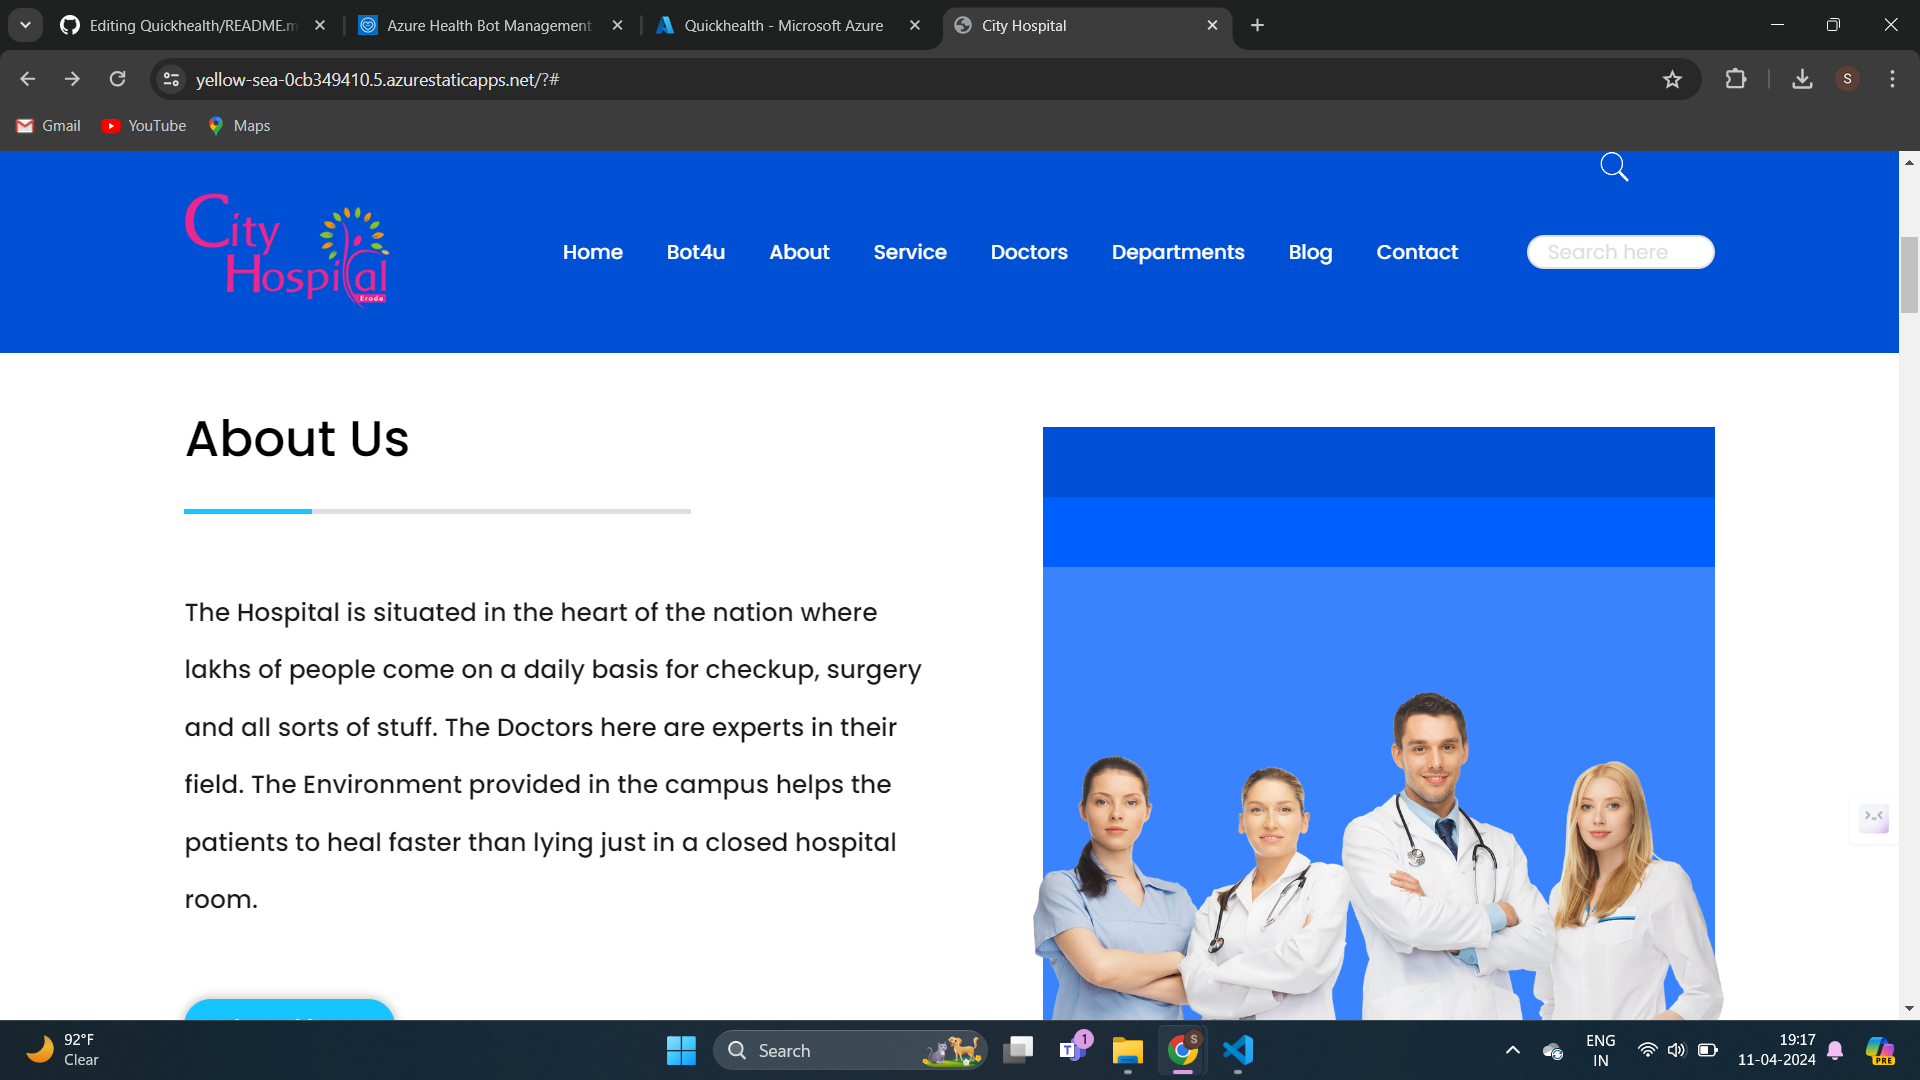 Editing Quickhealth/README.m
Azure Health Bot Management
Quickhealth - Microsoft Azure
City Hospital
yellow-sea-0cb349410.5.azurestaticapps.net/?#
S
Gmail
YouTube
Maps
City
Hospital
Erode
Home
Bot4u
About
Service
Doctors
Departments
Blog
Contact
Search here
About Us
The Hospital is situated in the heart of the nation where
lakhs of people come on a daily basis for checkup, surgery
and all sorts of stuff. The Doctors here are experts in their
field. The Environment provided in the campus helps the
patients to heal faster than lying just in a closed hospital
room.
92°F
Clear
Search
T
1
S
ENG
IN
19:17
11-04-2024
PRE